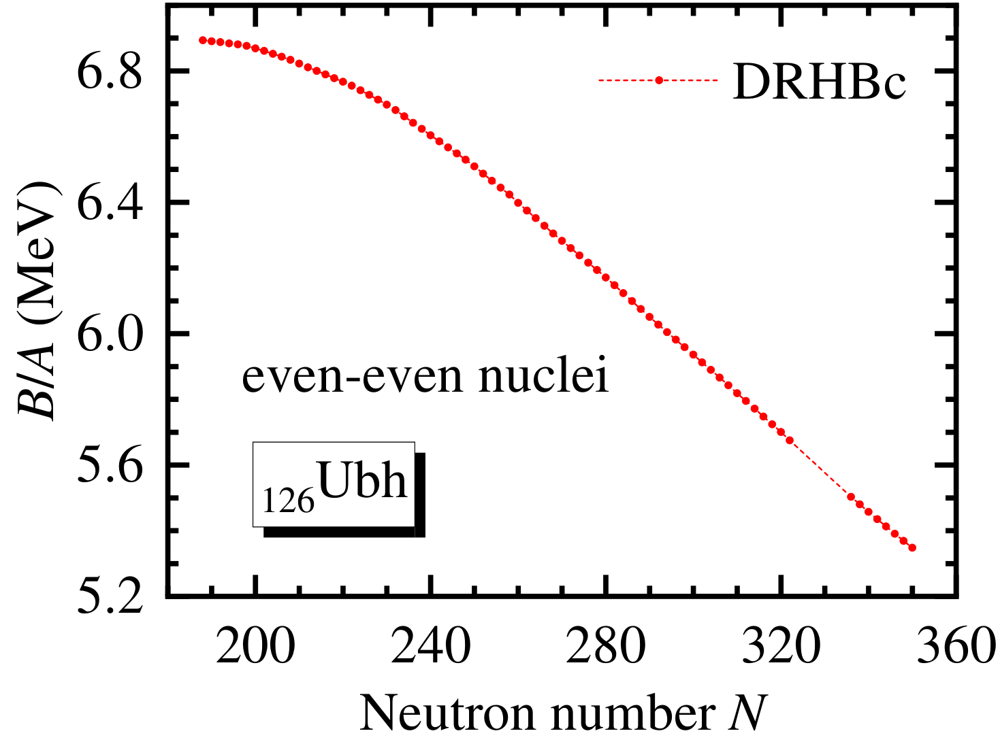 DRHBc
6.8
6.4
6.0
5.6
5.2
B/A (MeV)
even-even nuclei
126Ubh
200 240 280 320 360
Neutron number N